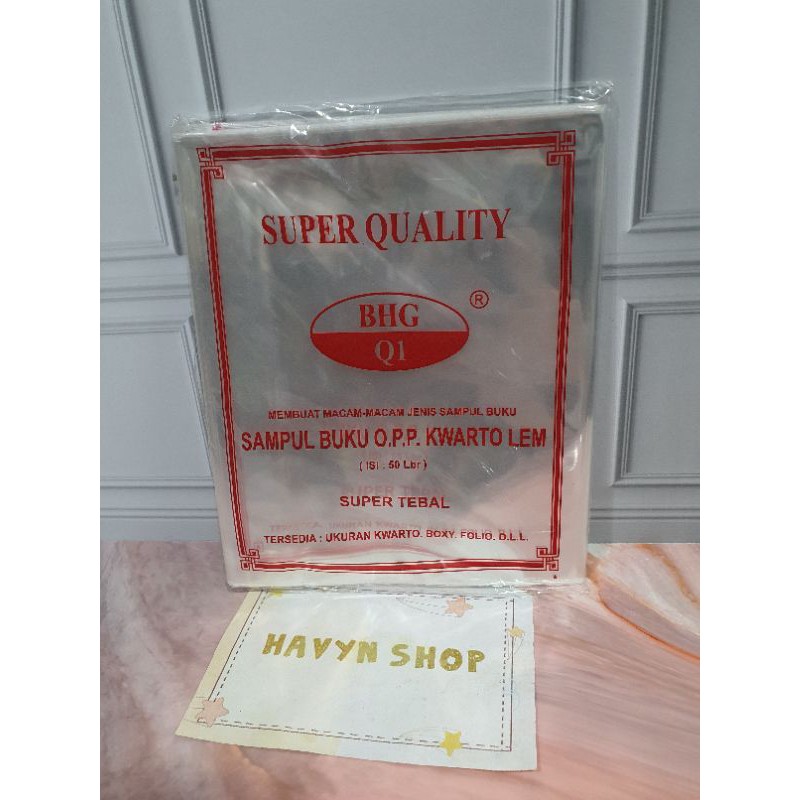 SUPER QUALITY
BHG
®
Q1
MEMBUAT MACAM-MACAM JENIS SAMPUL BUKU
SAMPUL BUKU O.P.P. KWARTO LEM
( ISI : 50 Lbr )
SUPER TEBAL
TERSEDIA : UKURAN KWARTO. BOXY. FOLIO. D.L.L.
HAVYN SHOP